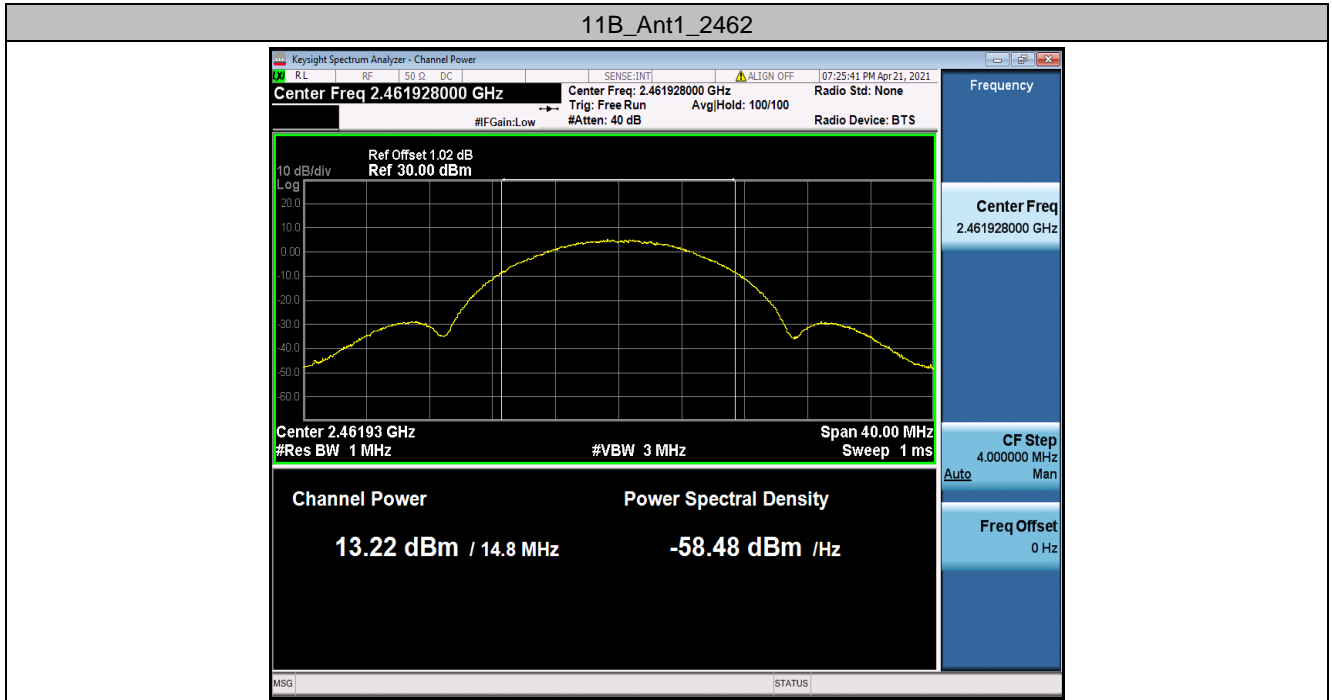 11B_Ant1_2462
Keysight Spectrum Analyzer - Channel Power
LXI RL RF 50 Ω DC SENSE:INT ALIGN OFF 07:25:41 PM Apr 21, 2021
Center Freq 2.461928000 GHz
Center Freq: 2.461928000 GHz Radio Std: None
Trig: Free Run Avg|Hold: 100/100
#IFGain:Low #Atten: 40 dB Radio Device: BTS
Ref Offset 1.02 dB
10 dB/div Ref 30.00 dBm
Log
20.0
10.0
0.00
-10.0
-20.0
-30.0
-40.0
-50.0
-60.0
Center 2.46193 GHz Span 40.00 MHz
#Res BW 1 MHz #VBW 3 MHz Sweep 1 ms
Channel Power Power Spectral Density
13.22 dBm / 14.8 MHz -58.48 dBm /Hz
MSG STATUS
Frequency
Center Freq
2.461928000 GHz
CF Step
4.000000 MHz
Auto Man
Freq Offset
0 Hz